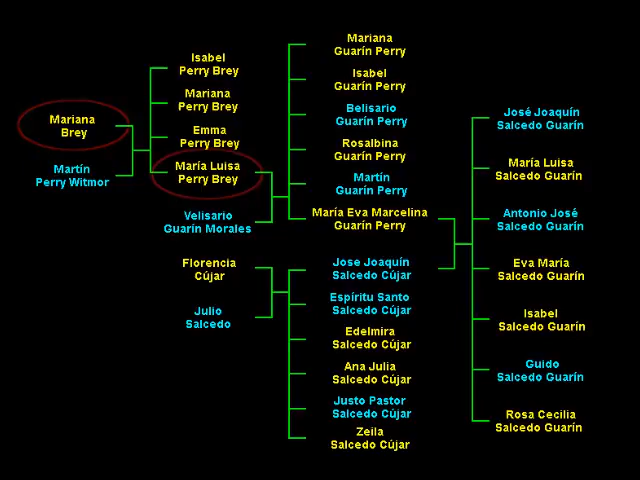 Mariana
Brey
Martín
Perry Witmor
Isabel
Perry Brey
Mariana
Perry Brey
Emma
Perry Brey
María Luisa
Perry Brey
Velisario
Guarín Morales
Florencia
Cújar
Julio
Salcedo
Mariana
Guarín Perry
Isabel
Guarín Perry
Belisario
Guarín Perry
Rosalbina
Guarín Perry
Martín
Guarín Perry
María Eva Marcelina
Guarín Perry
Jose Joaquín
Salcedo Cújar
Espíritu Santo
Salcedo Cújar
Edelmira
Salcedo Cújar
Ana Julia
Salcedo Cújar
Justo Pastor
Salcedo Cújar
Zeila
Salcedo Cújar
José Joaquín
Salcedo Guarín
María Luisa
Salcedo Guarín
Antonio José
Salcedo Guarín
Eva María
Salcedo Guarín
Isabel
Salcedo Guarín
Guido
Salcedo Guarín
Rosa Cecilia
Salcedo Guarín